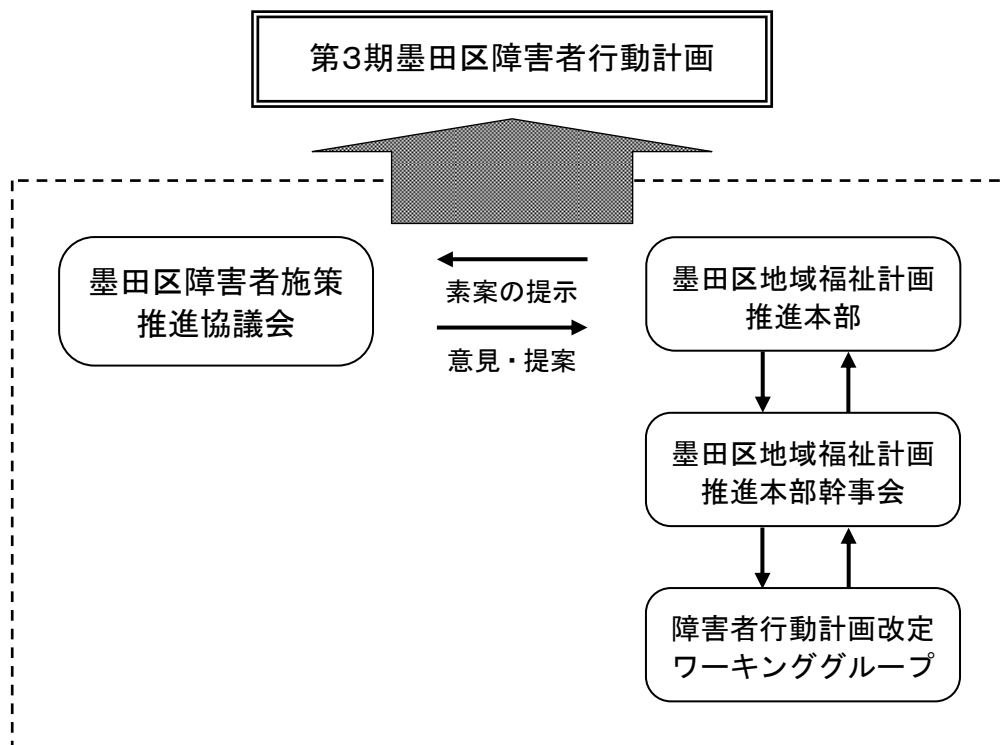 第3期墨田区障害者行動計画
墨田区障害者施策
推進協議会
素案の提示
意見・提案
墨田区地域福祉計画
推進本部
墨田区地域福祉計画
推進本部幹事会
障害者行動計画改定
ワーキンググループ